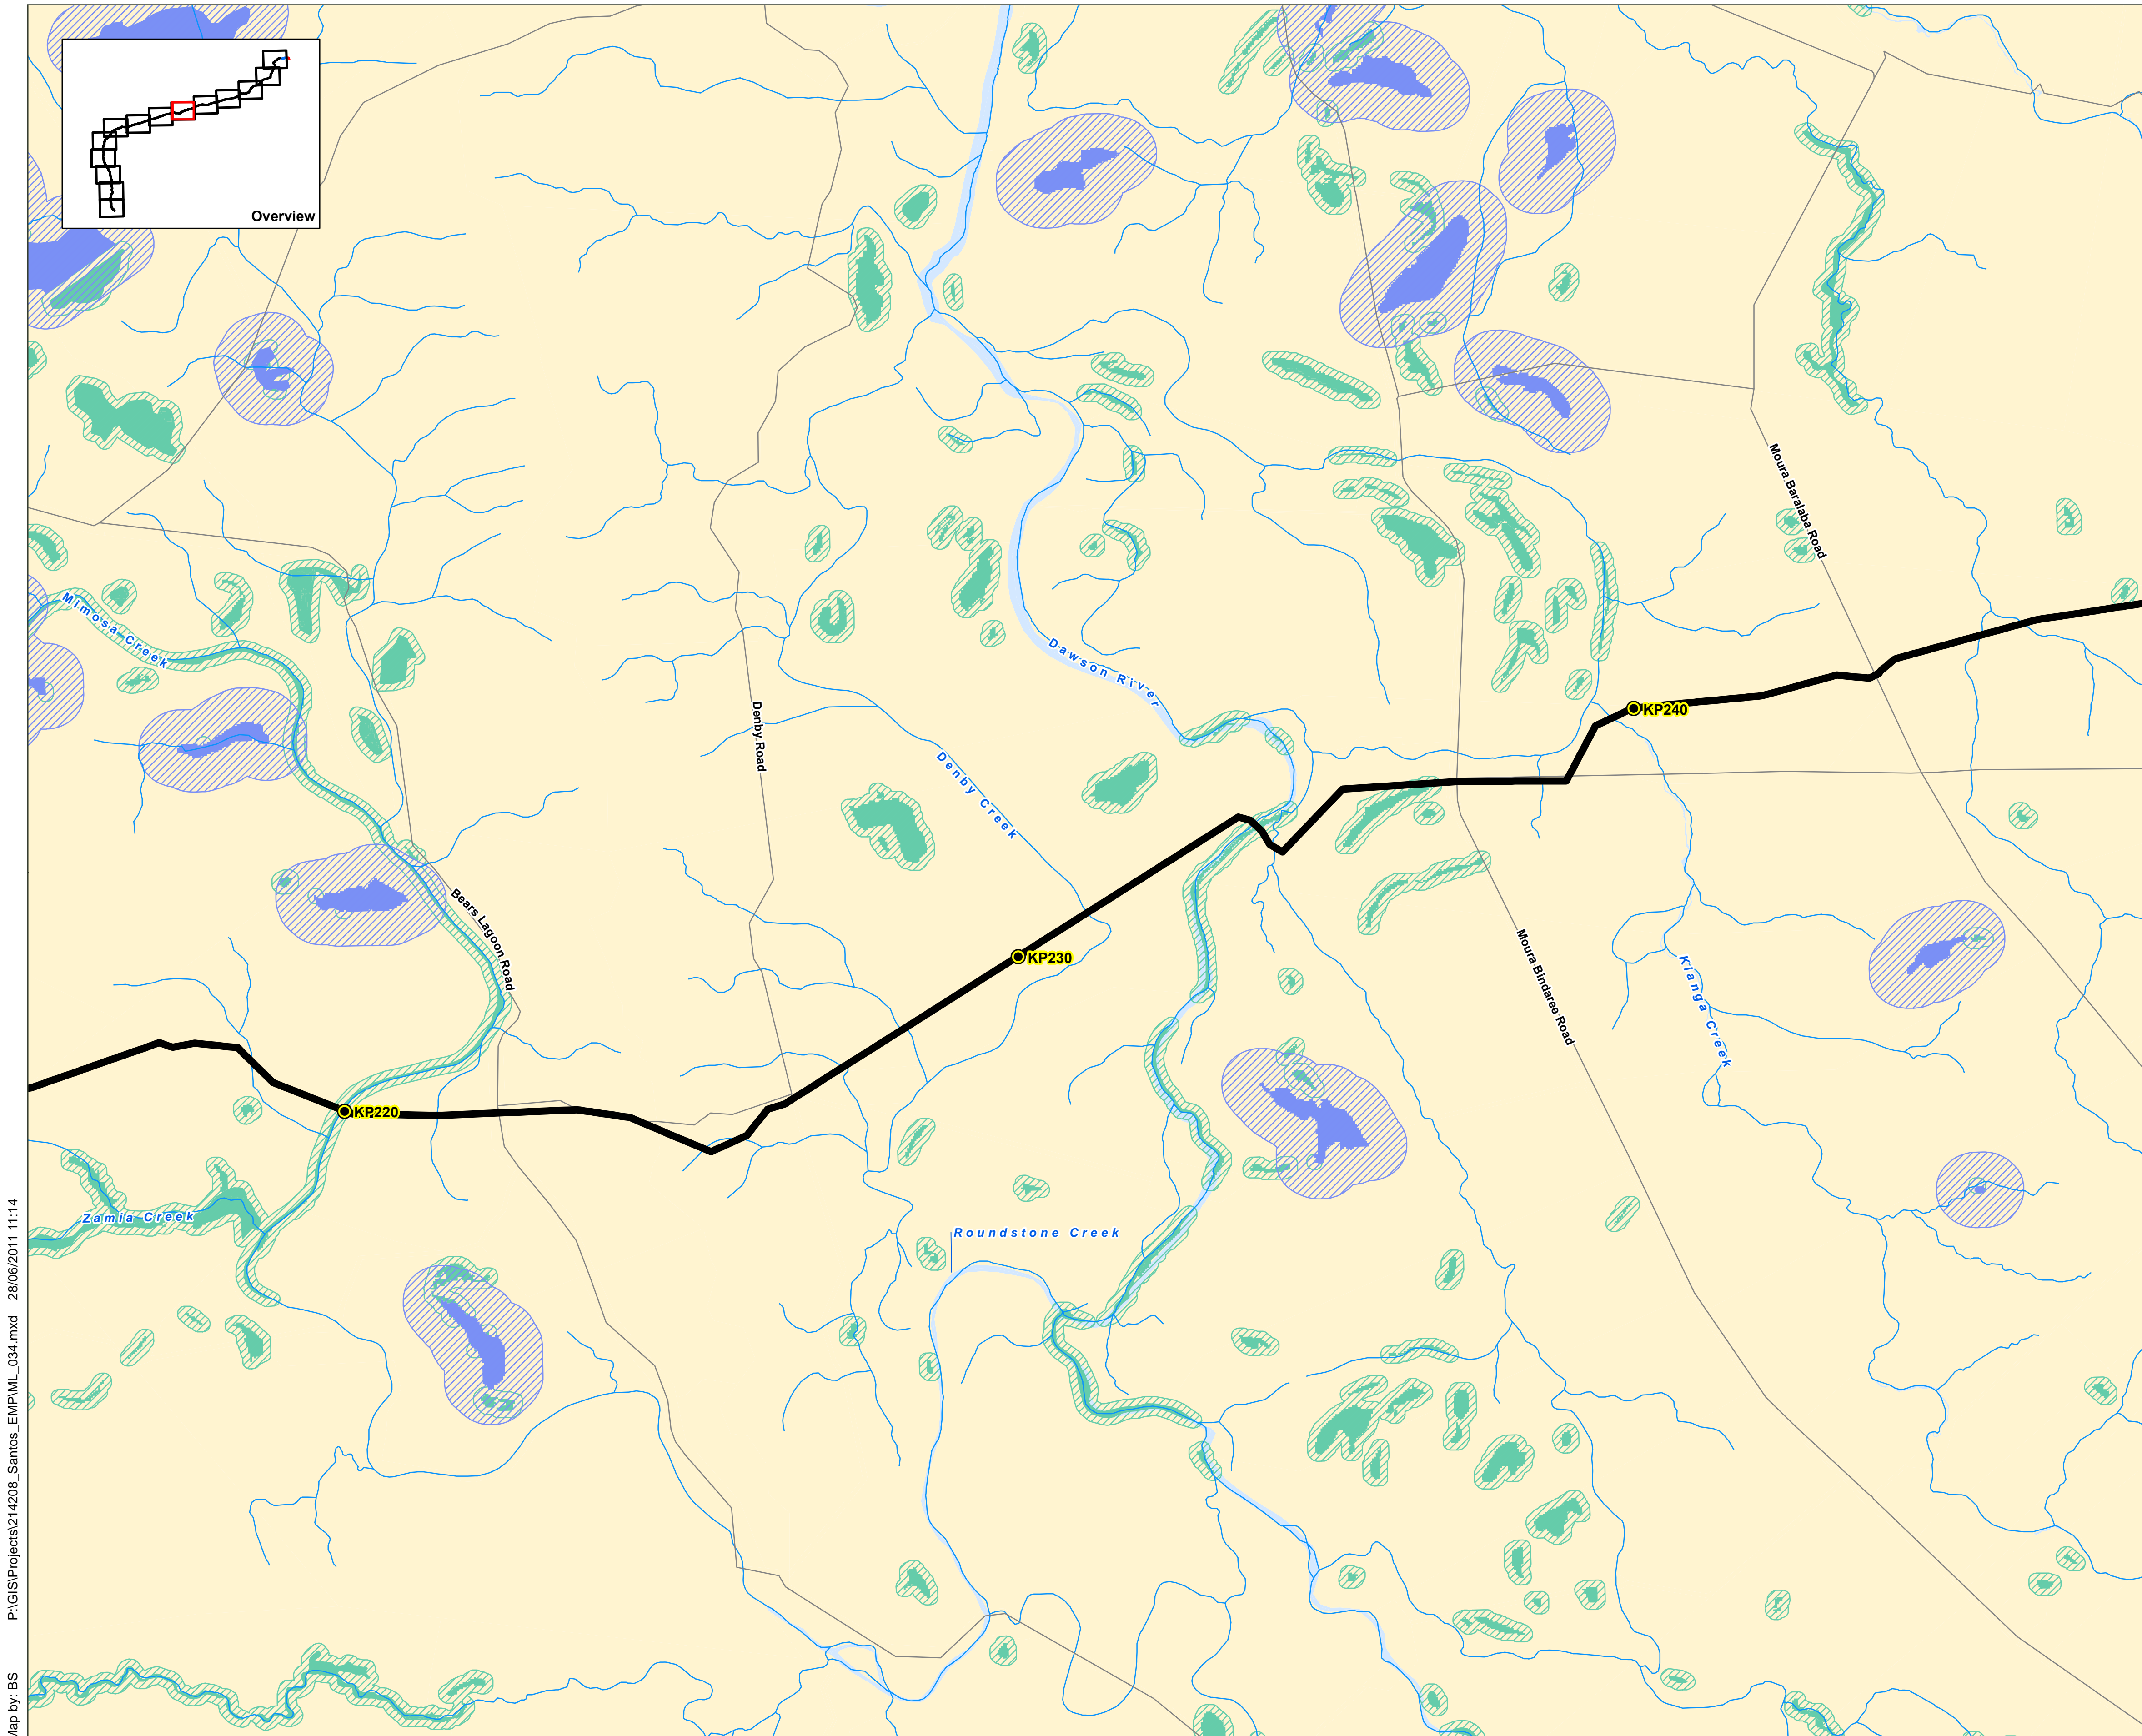 Overview
Moura Baralaba Road
Mimosa Creek
Dawson River
Denby Road
KP240
Denby Creek
Bears Lagoon Road
Moura Bindaree Road
KP230
Kianga Creek
KP220
Zamia Creek
Roundstone Creek
Map by: BS P:\GIS\Projects\214208_Santos_EMP\ML_034.mxd 28/06/2011 11:14